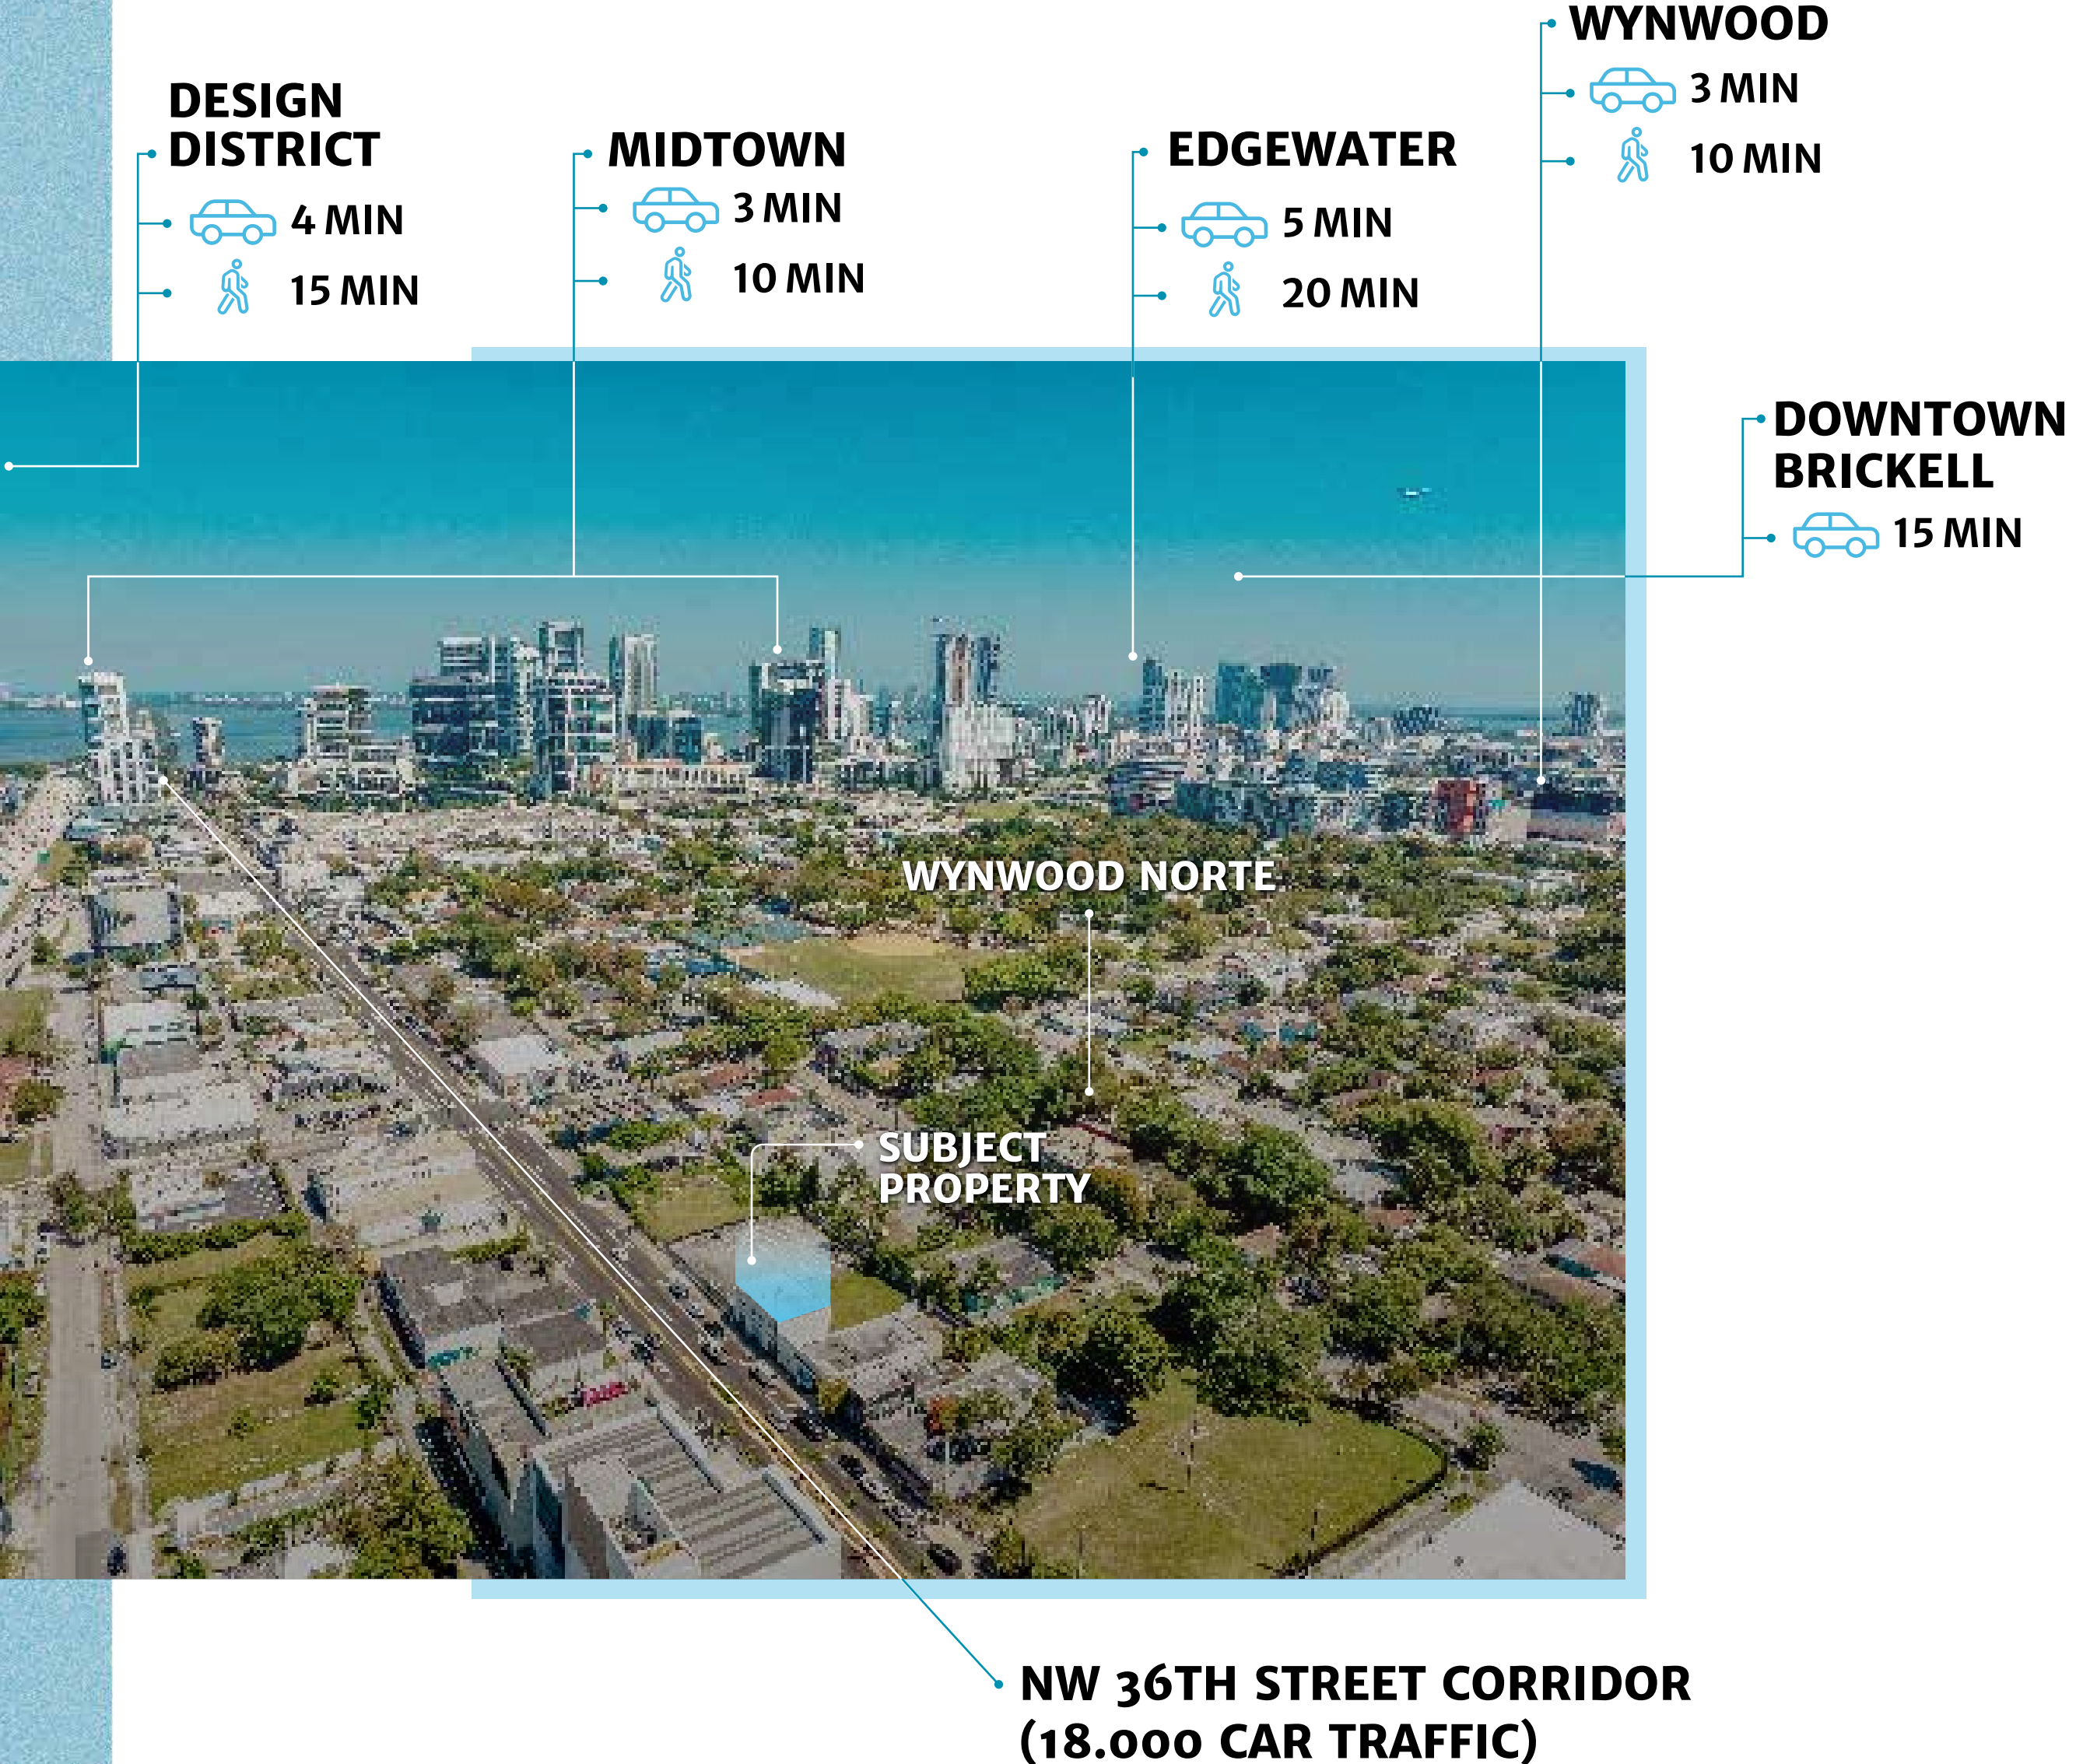 WYNWOOD
3 MIN
10 MIN
DESIGN
DISTRICT
4 MIN
15 MIN
MIDTOWN
3 MIN
10 MIN
EDGEWATER
5 MIN
20 MIN
DOWNTOWN
BRICKELL
15 MIN
WYNWOOD NORTE
SUBJECT
PROPERTY
NW 36TH STREET CORRIDOR
(18.000 CAR TRAFFIC)